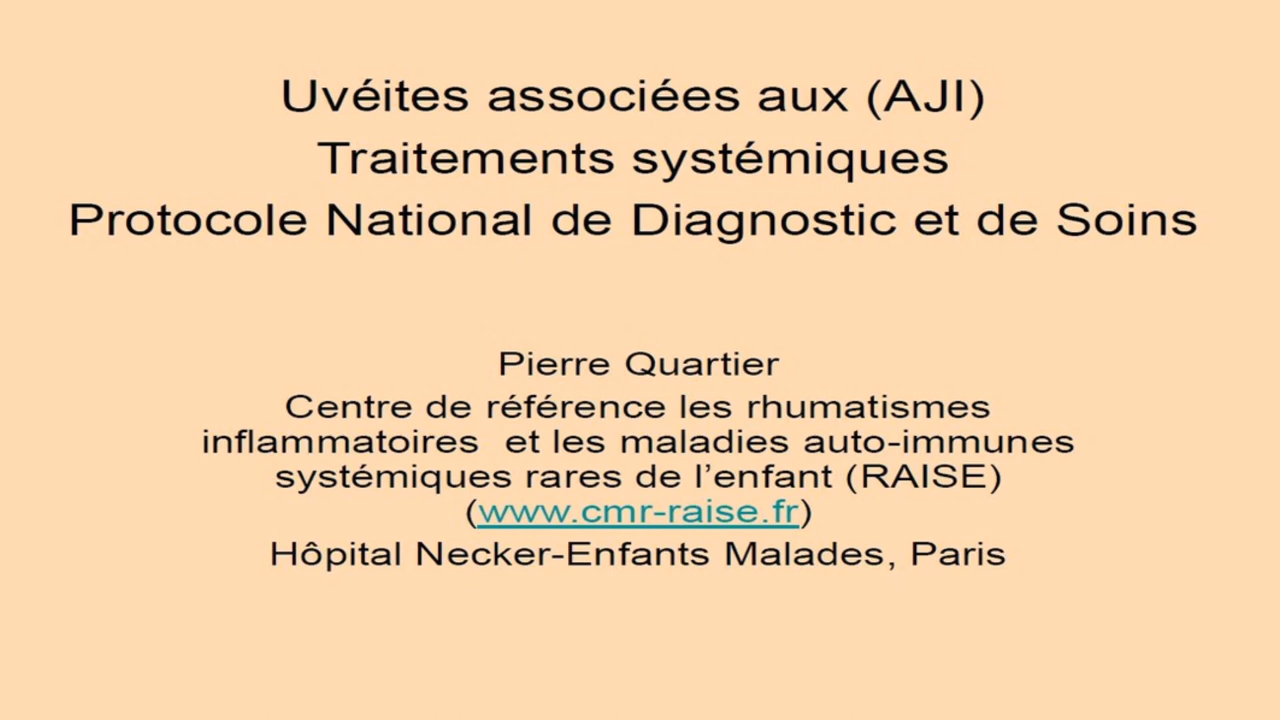 Uvéites associées aux (AJI)
Traitements systémiques
Protocole National de Diagnostic et de Soins
Pierre Quartier
Centre de référence les rhumatismes
inflammatoires et les maladies auto-immunes
systémiques rares de l’enfant (RAISE)
(www.cmr-raise.fr)
Hôpital Necker-Enfants Malades, Paris